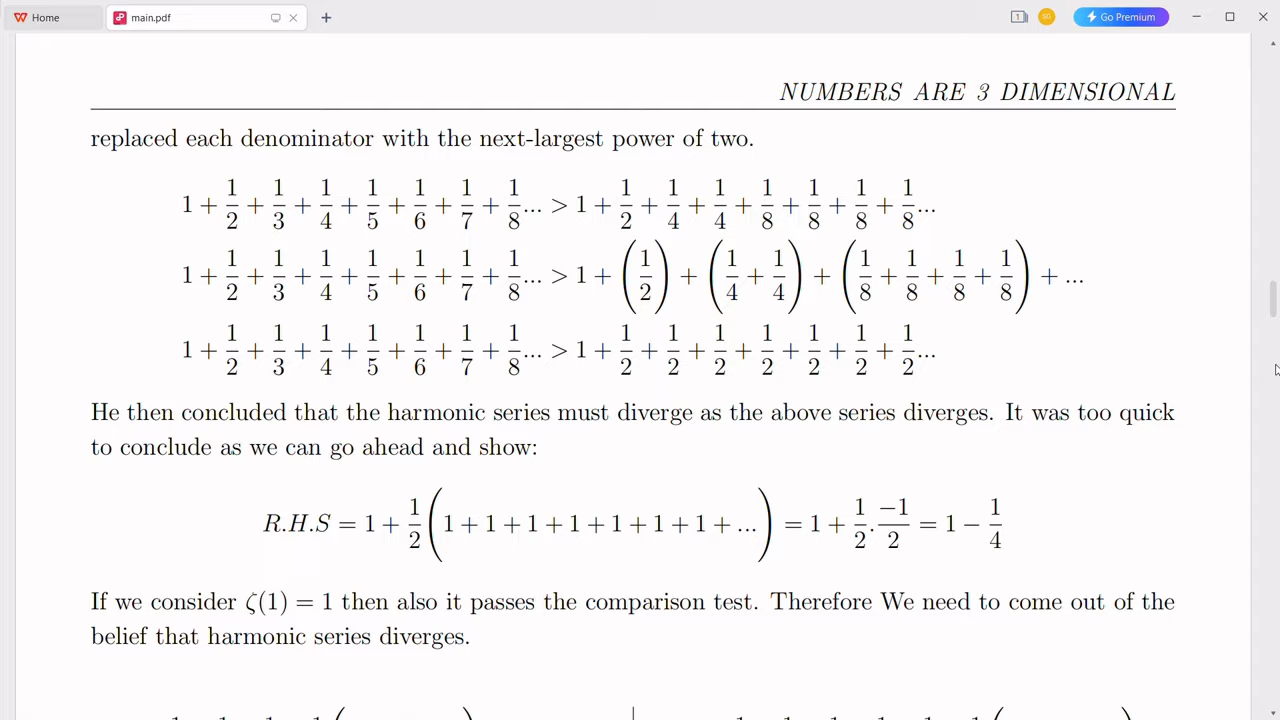 Home
main.pdf
1
SG
Go Premium
NUMBERS ARE 3 DIMENSIONAL
replaced each denominator with the next-largest power of two.
1 + 1/2 + 1/3 + 1/4 + 1/5 + 1/6 + 1/7 + 1/8 ... > 1 + 1/2 + 1/4 + 1/4 + 1/8 + 1/8 + 1/8 + 1/8 ...
1 + 1/2 + 1/3 + 1/4 + 1/5 + 1/6 + 1/7 + 1/8 ... > 1 + (1/2) + (1/4 + 1/4) + (1/8 + 1/8 + 1/8 + 1/8) + ...
1 + 1/2 + 1/3 + 1/4 + 1/5 + 1/6 + 1/7 + 1/8 ... > 1 + 1/2 + 1/2 + 1/2 + 1/2 + 1/2 + 1/2 + 1/2 ...
He then concluded that the harmonic series must diverge as the above series diverges. It was too quick
to conclude as we can go ahead and show:
R.H.S = 1 + 1/2 (1 + 1 + 1 + 1 + 1 + 1 + 1 + ...) = 1 + 1/2 . -1/2 = 1 − 1/4
If we consider ζ(1) = 1 then also it passes the comparison test. Therefore We need to come out of the
belief that harmonic series diverges.